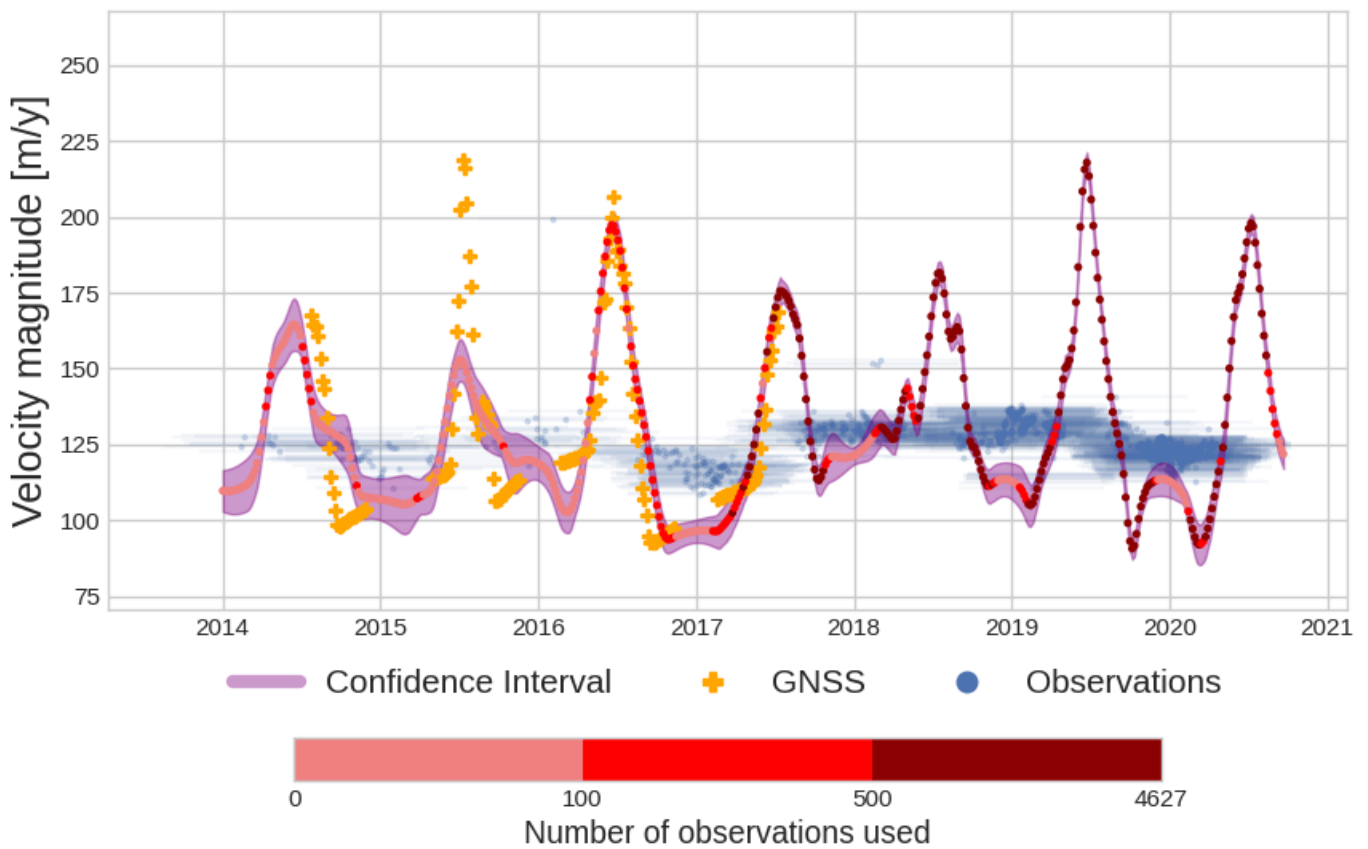 Velocity magnitude [m/y]
250
225
200
175
150
125
100
75
2014 2015 2016 2017 2018 2019 2020 2021
Confidence Interval GNSS Observations
0 100 500 4627
Number of observations used